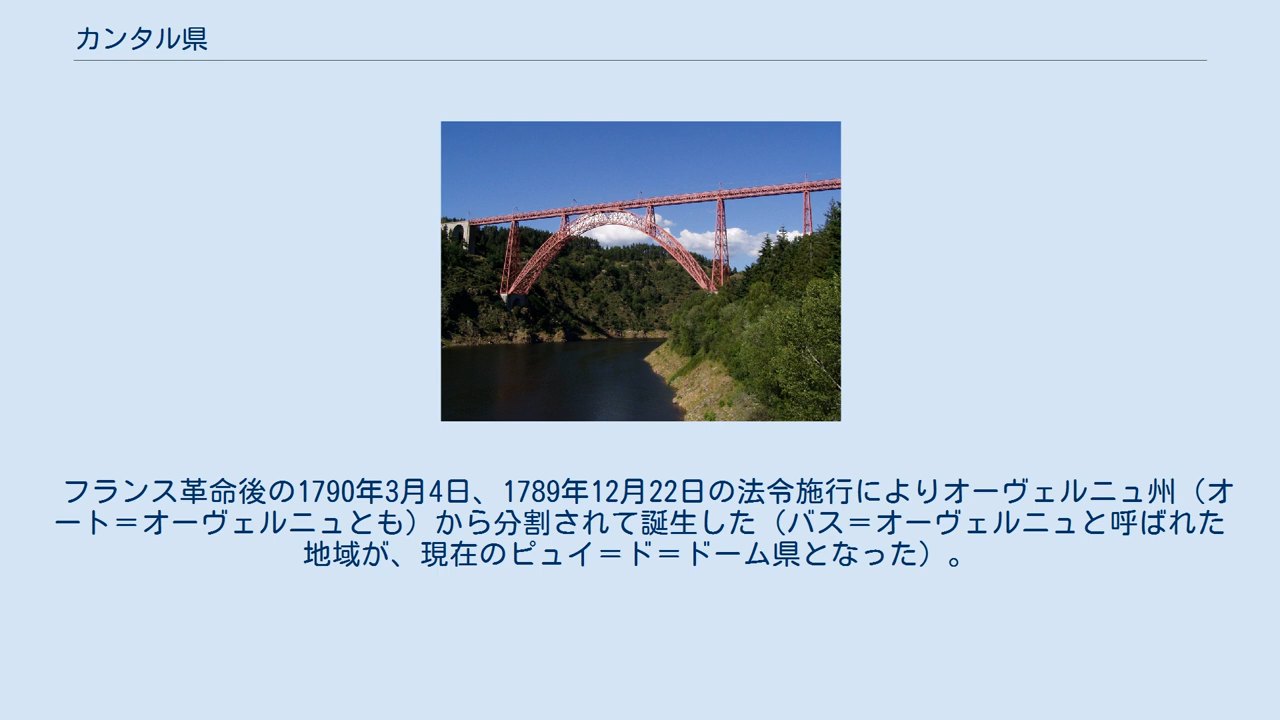 カンタル県
フランス革命後の1790年3月4日、1789年12月22日の法令施行によりオーヴェルニュ州（オ
ート＝オーヴェルニュとも）から分割されて誕生した（バス＝オーヴェルニュと呼ばれた
地域が、現在のピュイ＝ド＝ドーム県となった）。